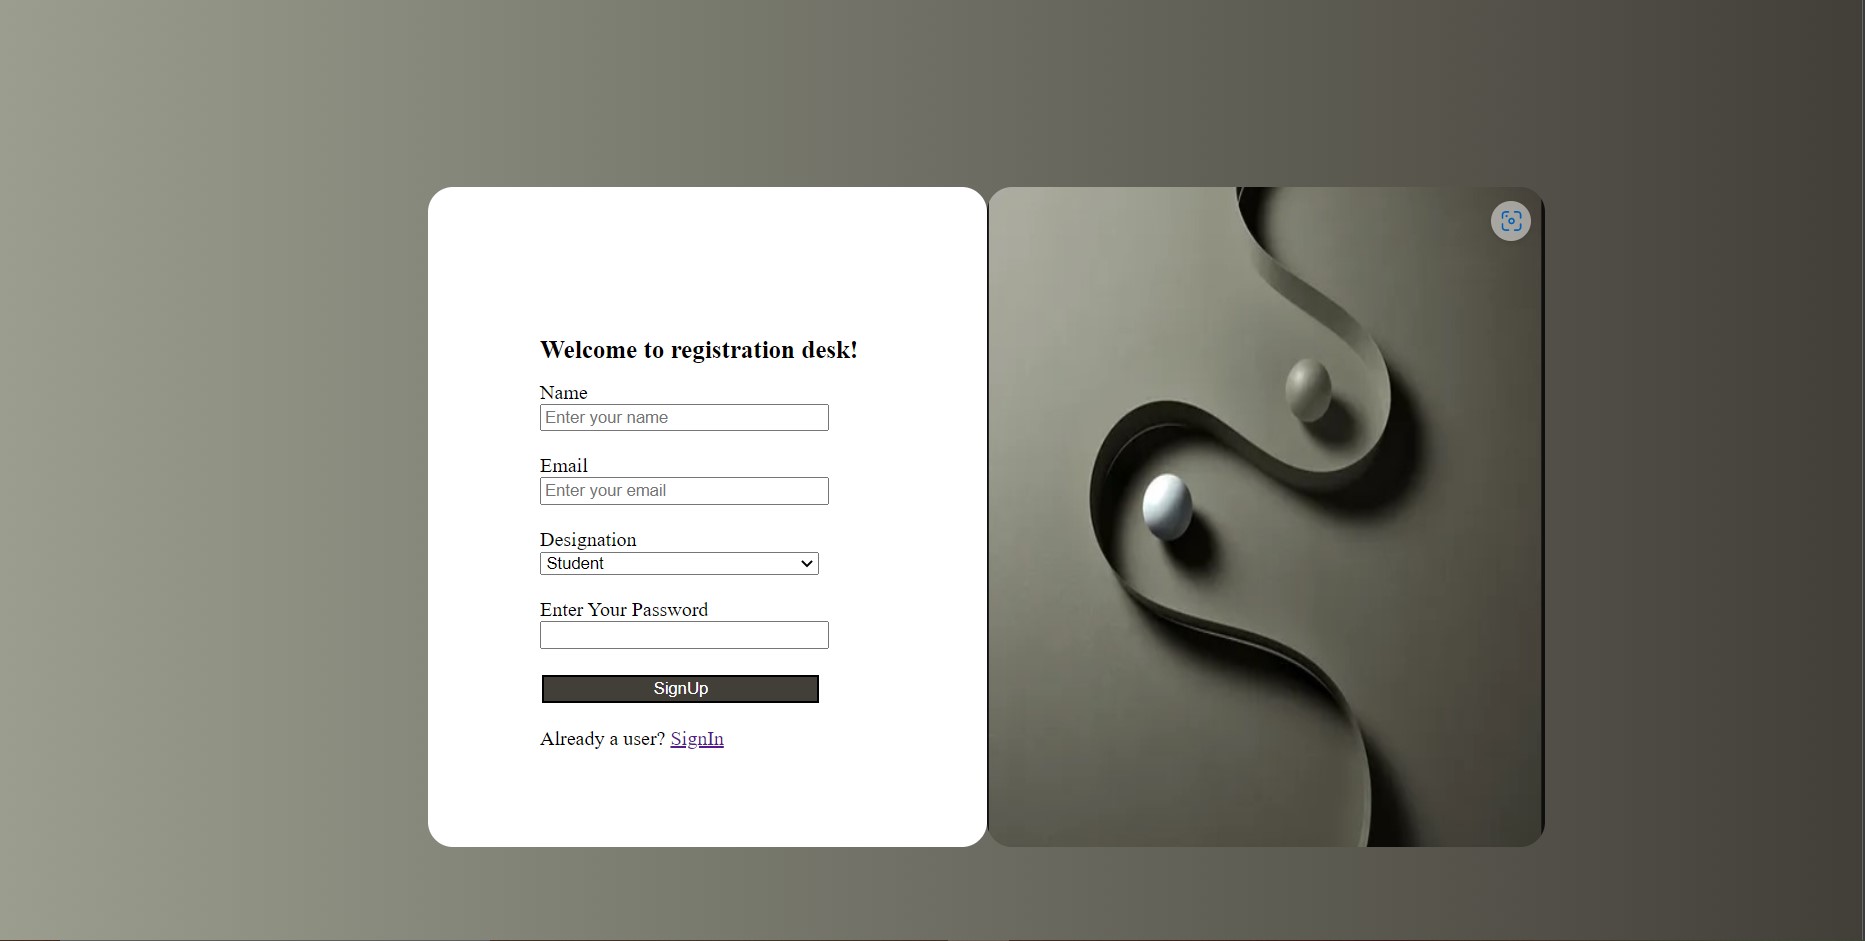 Welcome to registration desk!
Name
Enter your name
Email
Enter your email
Designation
Student
Enter Your Password
SignUp
Already a user? SignIn